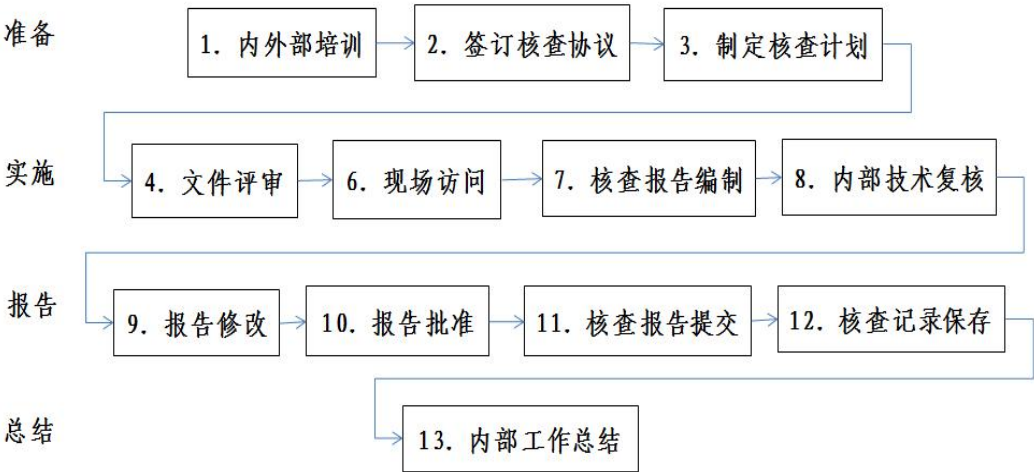 准备
1. 内外部培训
2. 签订核查协议
3. 制定核查计划
实施
4. 文件评审
6. 现场访问
7. 核查报告编制
8. 内部技术复核
报告
9. 报告修改
10. 报告批准
11. 核查报告提交
12. 核查记录保存
总结
13. 内部工作总结